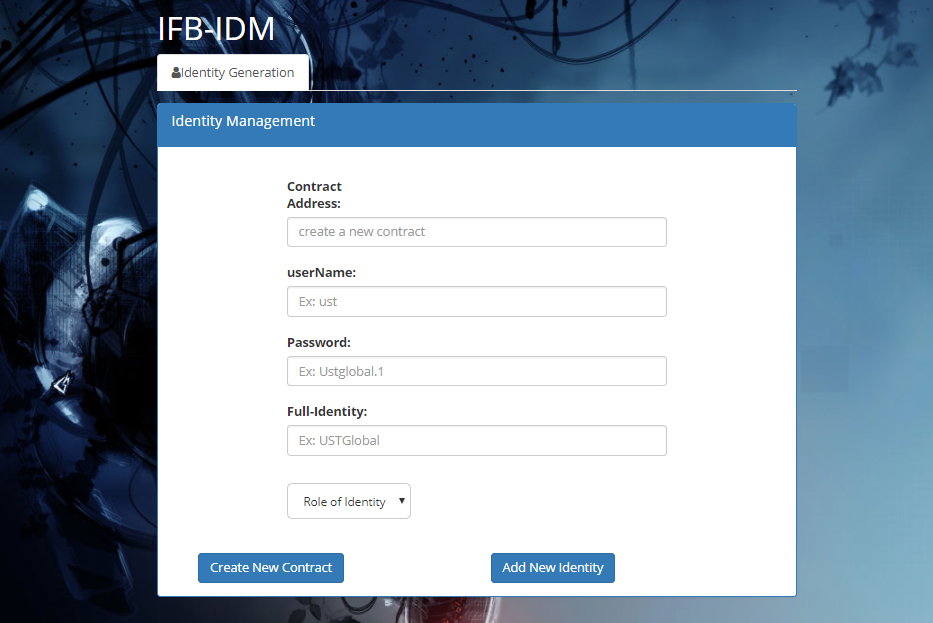 IFB-IDM
Identity Generation
Identity Management
Contract
Address:
create a new contract
userName:
Ex: ust
Password:
Ex: Ustglobal.1
Full-Identity:
Ex: USTGlobal
Role of Identity
Create New Contract
Add New Identity